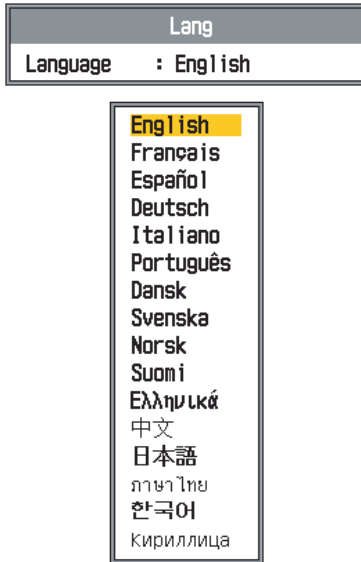 Lang
Language : English
English
Français
Español
Deutsch
Italiano
Português
Dansk
Svenska
Norsk
Suomi
Ελληνικά
中文
日本語
ภาษาไทย
한국어
Кириллица